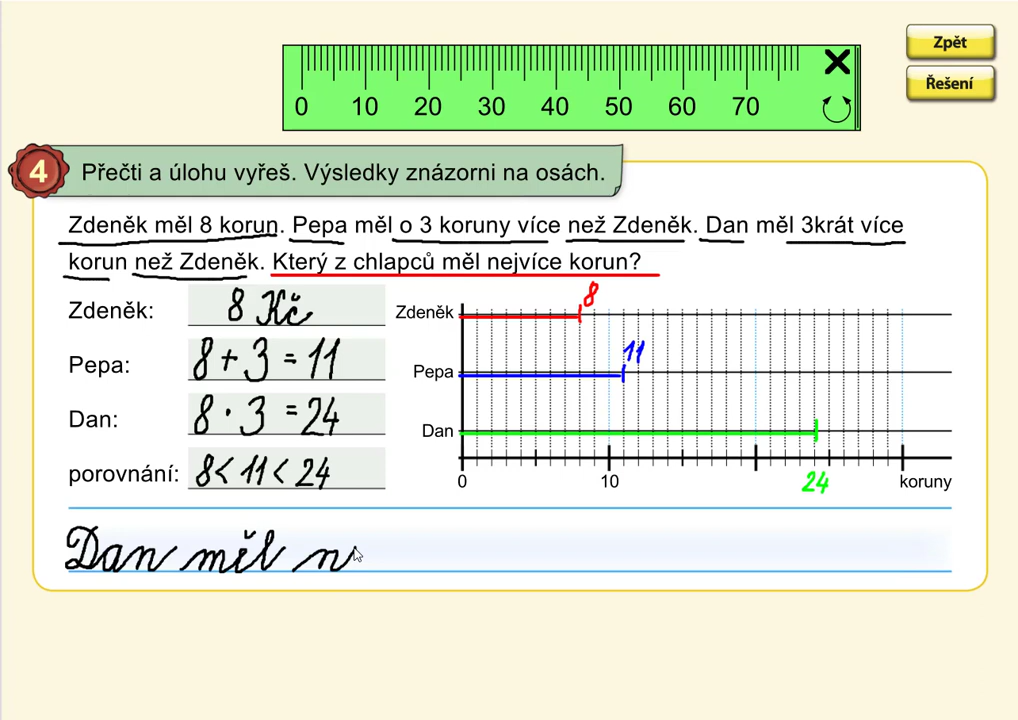 Zpět
Řešení
0 10 20 30 40 50 60 70
4 Přečti a úlohu vyřeš. Výsledky znázorni na osách.
Zdeněk měl 8 korun. Pepa měl o 3 koruny více než Zdeněk. Dan měl 3krát více
korun než Zdeněk. Který z chlapců měl nejvíce korun?
Zdeněk: 8 Kč
Pepa: 8 + 3 = 11
Dan: 8 · 3 = 24
porovnání: 8 < 11 < 24
Zdeněk 8
Pepa 11
Dan
0 10 24 koruny
Dan měl n